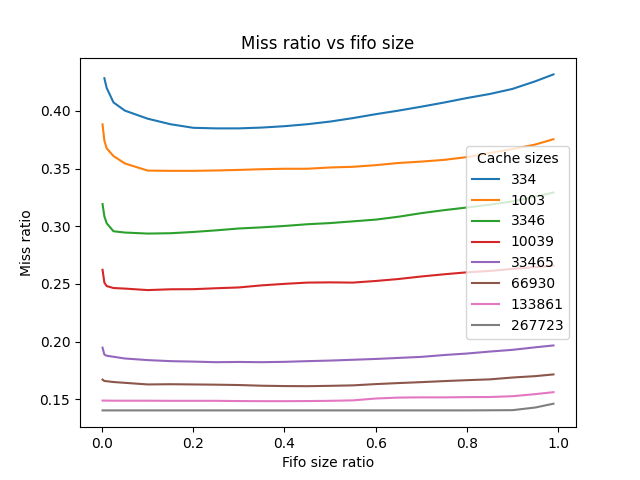 Miss ratio vs fifo size
Miss ratio
0.40
0.35
0.30
0.25
0.20
0.15
Cache sizes
334
1003
3346
10039
33465
66930
133861
267723
0.0 0.2 0.4 0.6 0.8 1.0
Fifo size ratio